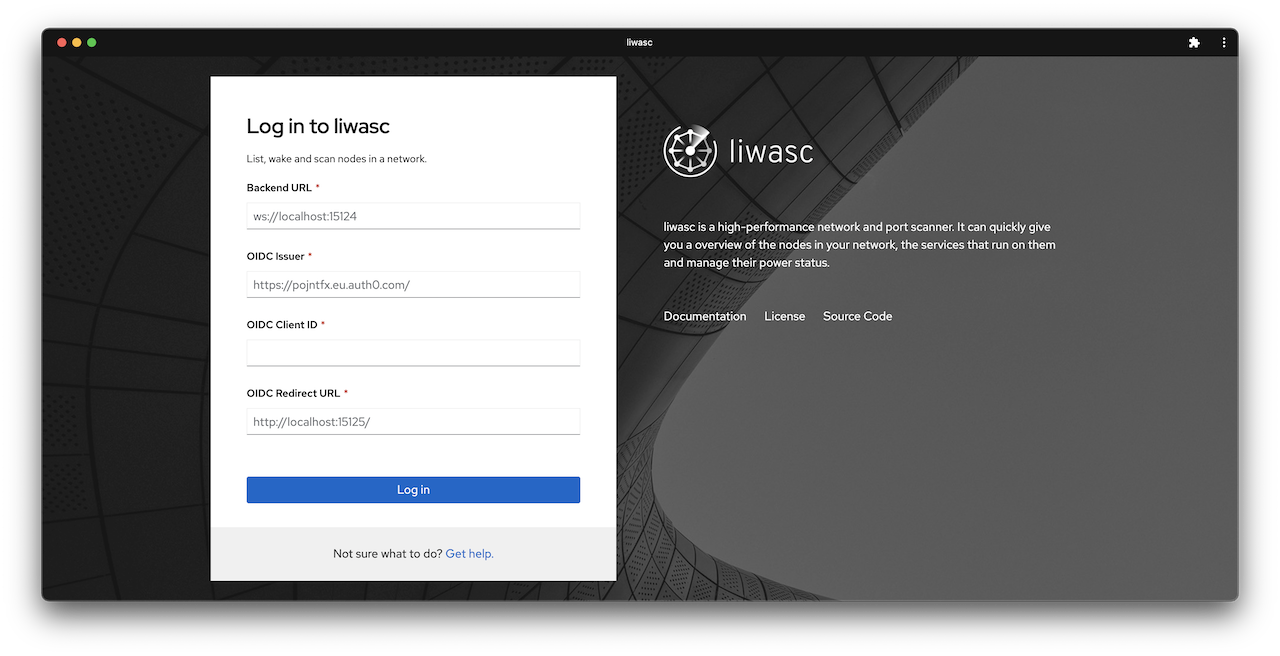 liwasc
Log in to liwasc
List, wake and scan nodes in a network.
Backend URL *
ws://localhost:15124
OIDC Issuer *
https://pojntfx.eu.auth0.com/
OIDC Client ID *
OIDC Redirect URL *
http://localhost:15125/
Log in
Not sure what to do? Get help.
liwasc
liwasc is a high-performance network and port scanner. It can quickly give
you a overview of the nodes in your network, the services that run on them
and manage their power status.
Documentation License Source Code